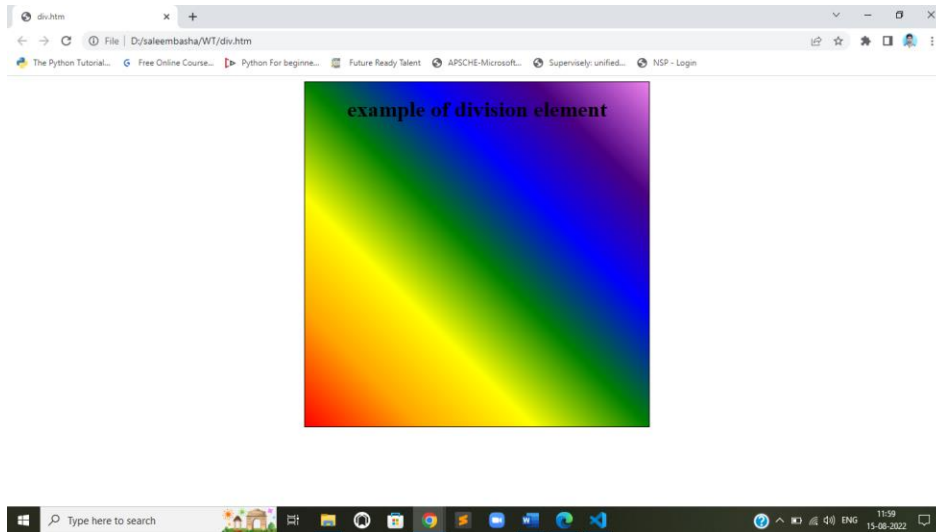 div.htm
File | D:/saleembasha/WT/div.htm
The Python Tutorial... Free Online Course... Python For beginne... Future Ready Talent APSCHE-Microsoft... Supervisely: unified... NSP - Login
example of division element
Type here to search
ENG
11:59
15-08-2022